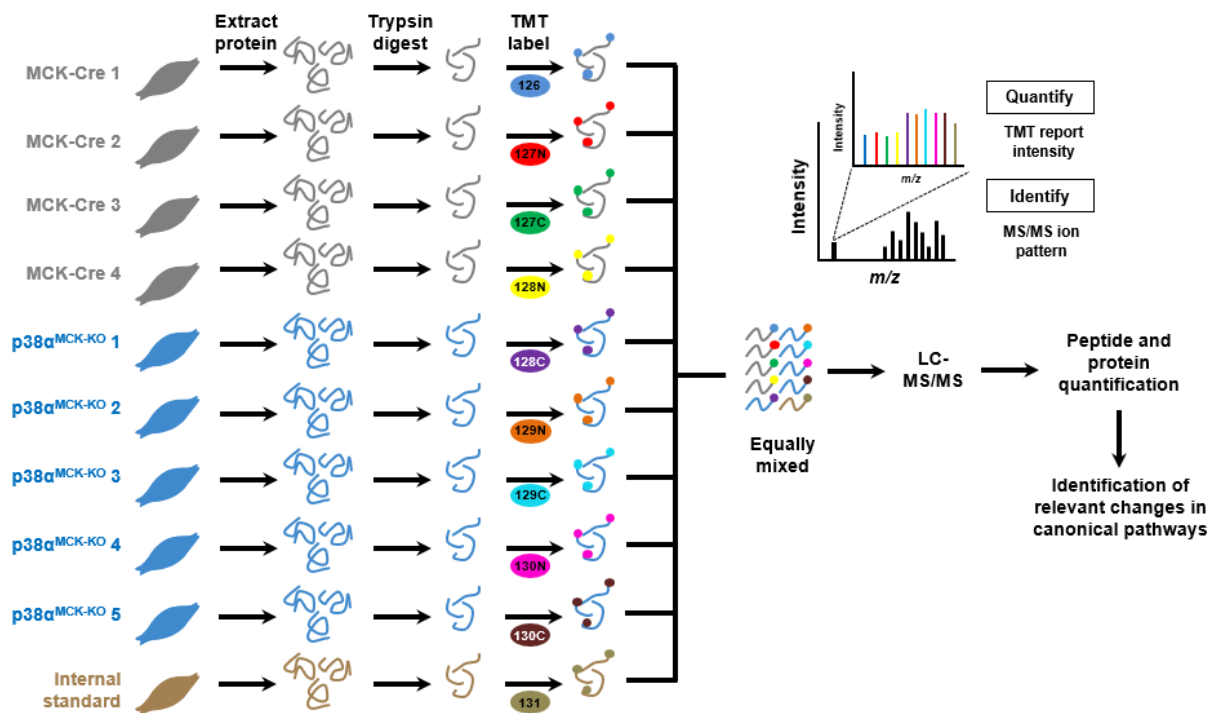 Extract
protein
Trypsin
digest
TMT
label
MCK-Cre 1
126
MCK-Cre 2
127N
MCK-Cre 3
127C
MCK-Cre 4
128N
p38αMCK-KO 1
128C
p38αMCK-KO 2
129N
p38αMCK-KO 3
129C
p38αMCK-KO 4
130N
p38αMCK-KO 5
130C
Internal
standard
131
Intensity
m/z
Intensity
m/z
Quantify
TMT report
intensity
Identify
MS/MS ion
pattern
Equally
mixed
LC-
MS/MS
Peptide and
protein
quantification
Identification of
relevant changes in
canonical pathways